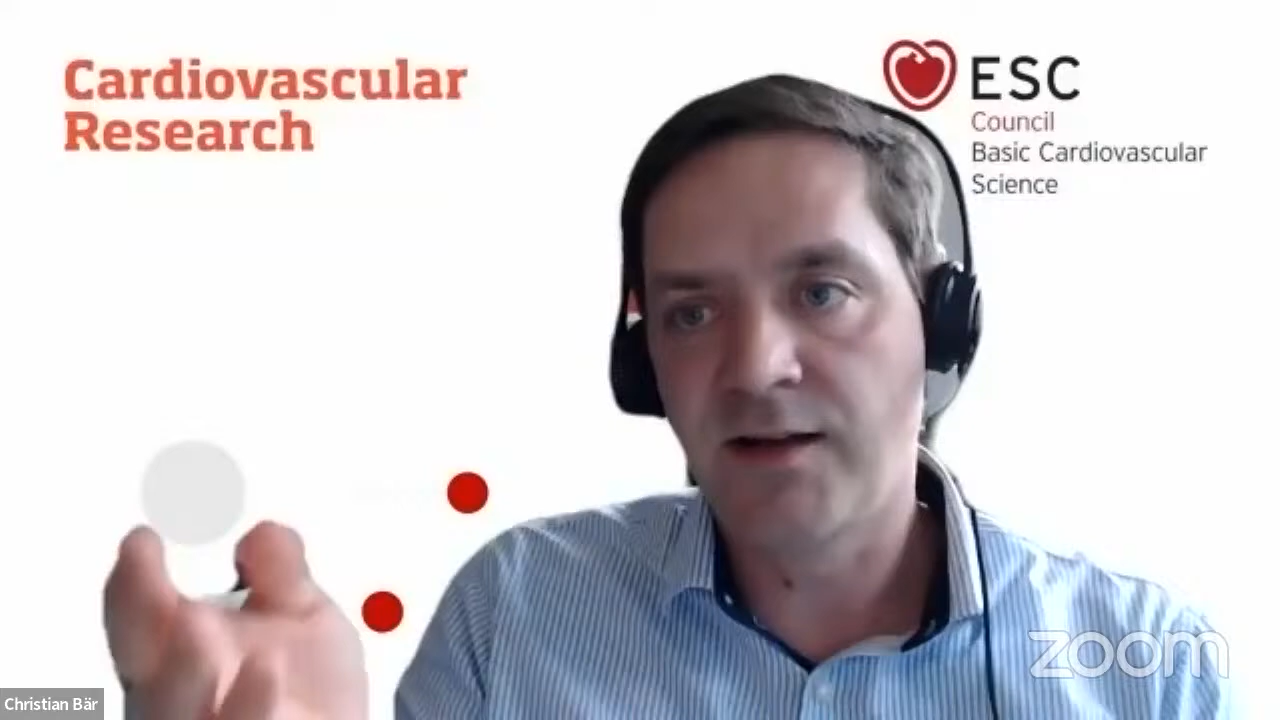 Cardiovascular
Research
ESC
Council
Basic Cardiovascular
Science
zoom
Christian Bär